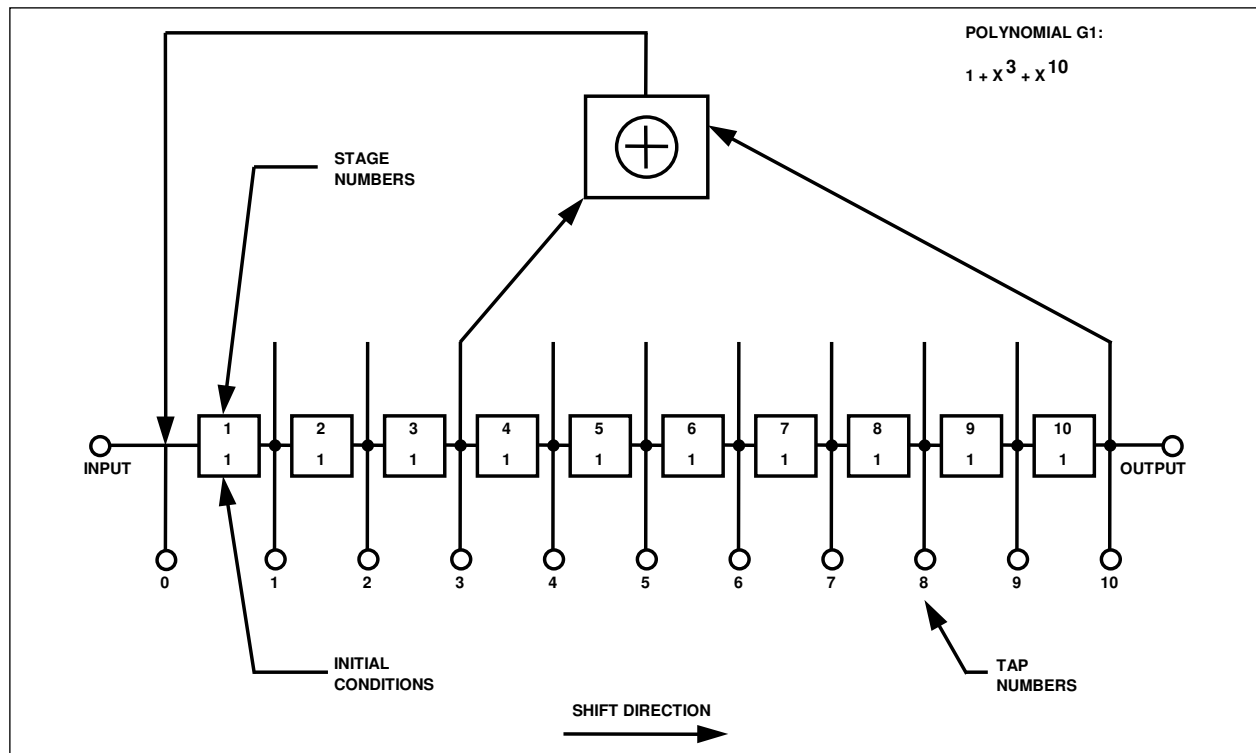 POLYNOMIAL G1:
1 + X 3 + X 10
STAGE
NUMBERS
1 2 3 4 5 6 7 8 9 10
1 1 1 1 1 1 1 1 1 1
INPUT
OUTPUT
0 1 2 3 4 5 6 7 8 9 10
INITIAL
CONDITIONS
TAP
NUMBERS
SHIFT DIRECTION